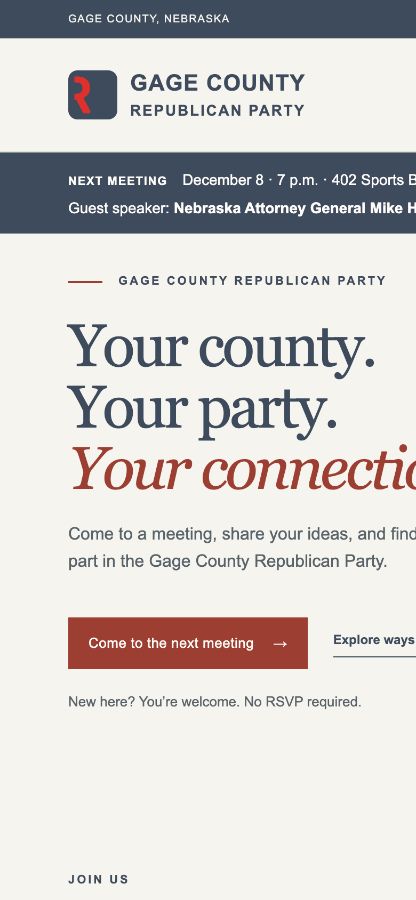 GAGE COUNTY, NEBRASKA
GAGE COUNTY
REPUBLICAN PARTY
NEXT MEETING December 8 · 7 p.m. · 402 Sports
Guest speaker: Nebraska Attorney General Mike
GAGE COUNTY REPUBLICAN PARTY
Your county.
Your party.
Your
Come to a meeting, share your ideas, and find
part in the Gage County Republican Party.
Come to the next meeting →
Explore ways
New here? You’re welcome. No RSVP required.
JOIN US